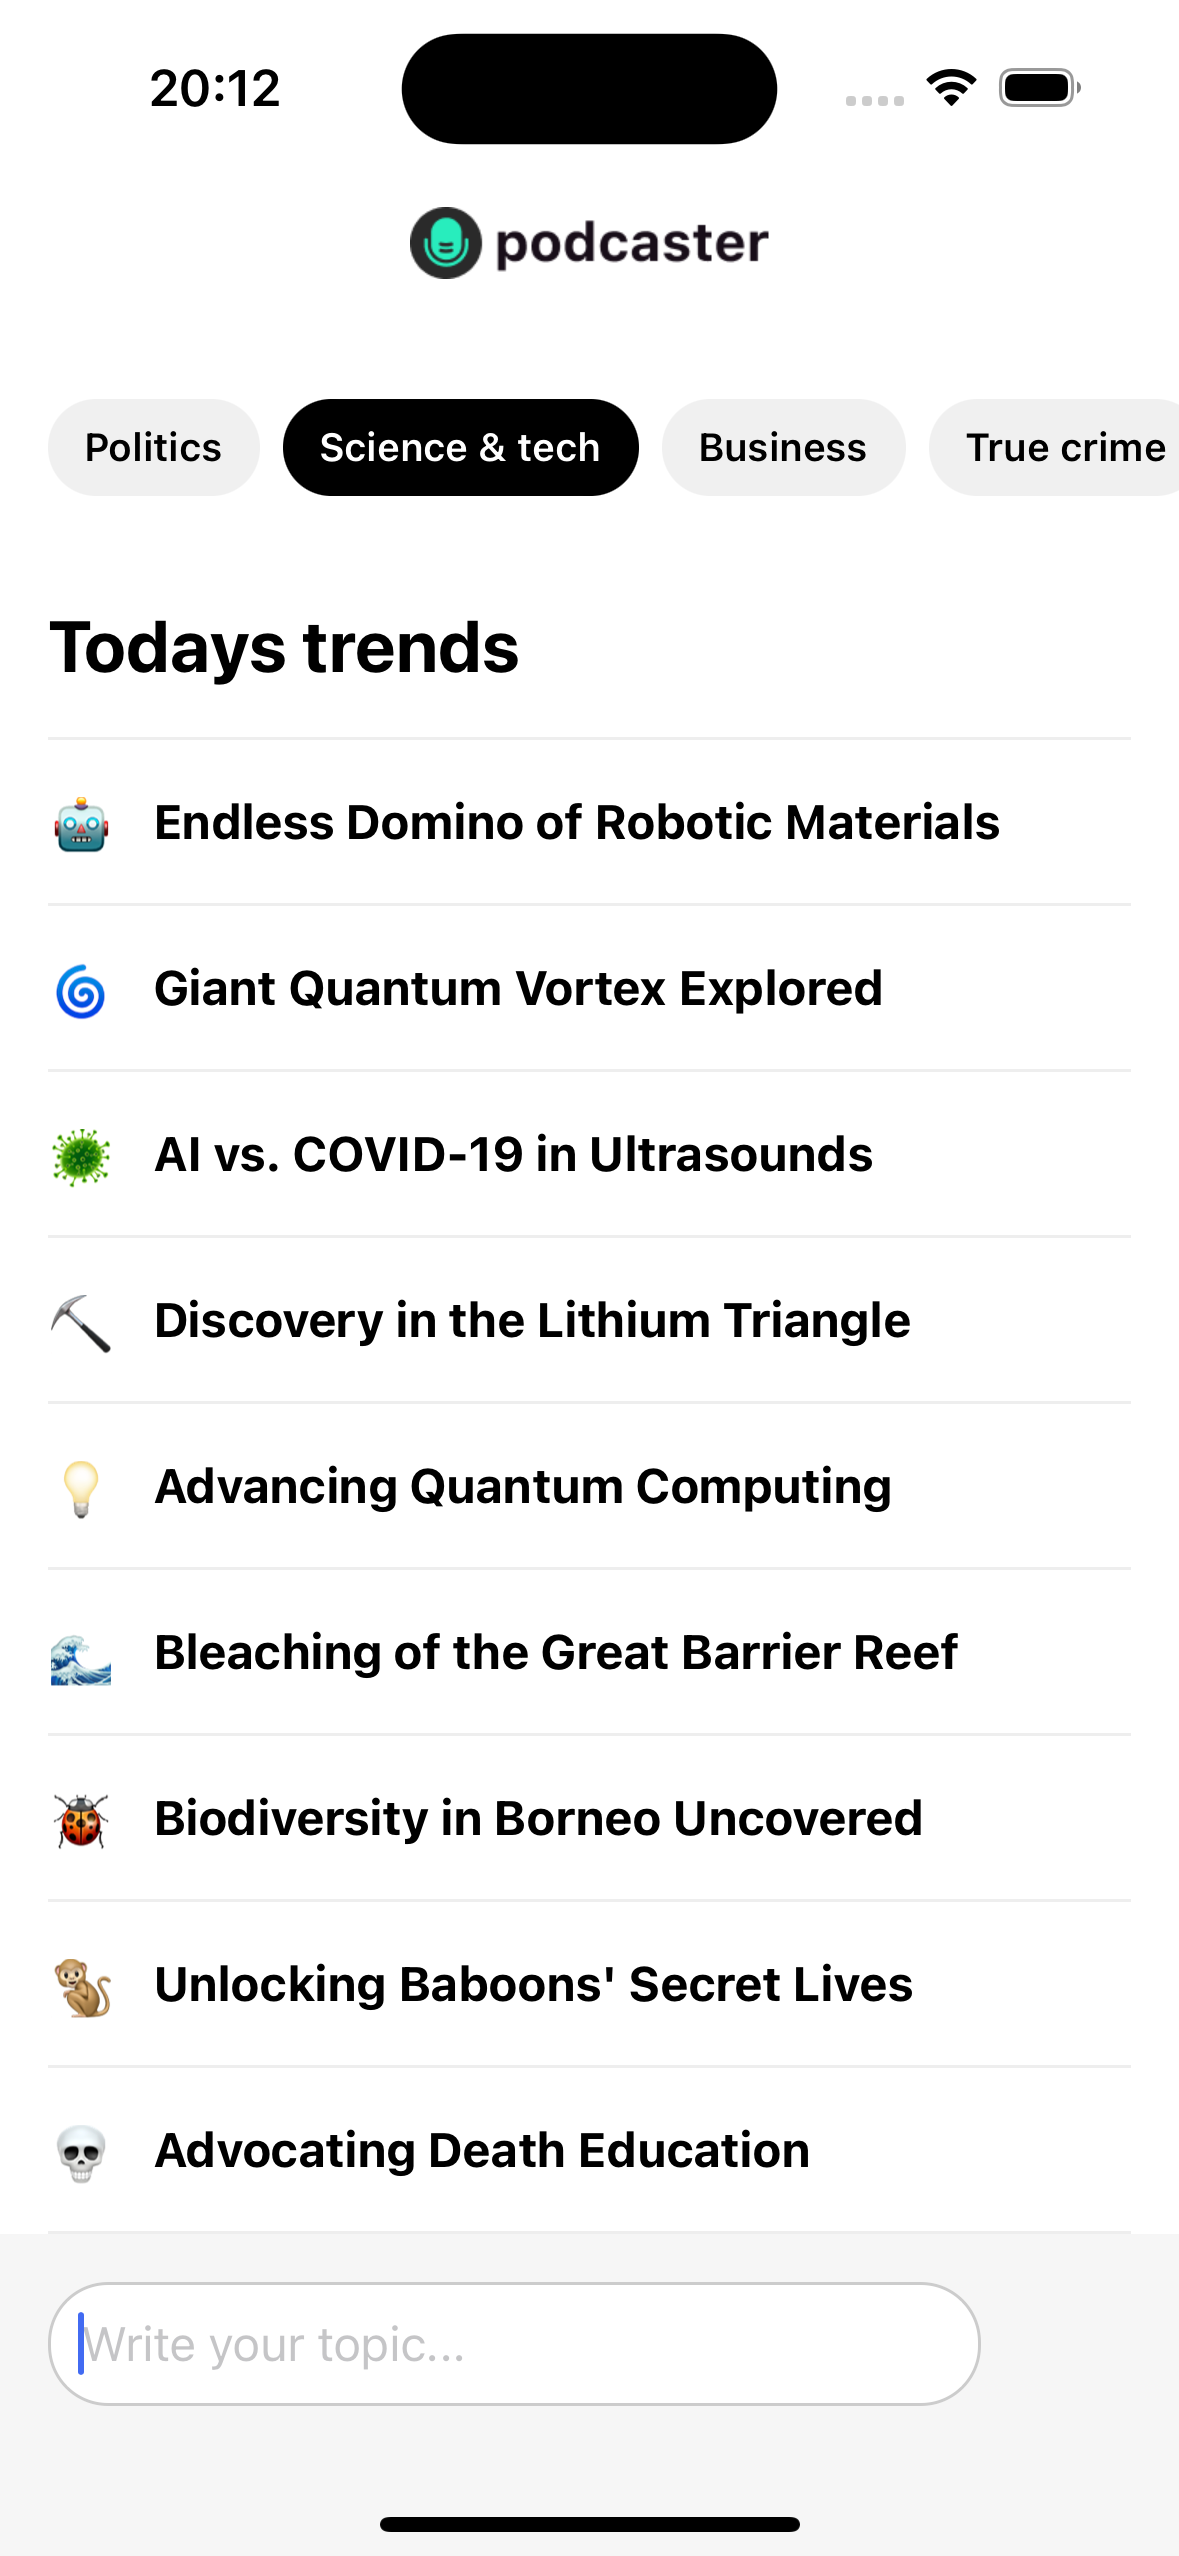 20:12
podcaster
Politics
Science & tech
Business
True crime
Todays trends
Endless Domino of Robotic Materials
Giant Quantum Vortex Explored
AI vs. COVID-19 in Ultrasounds
Discovery in the Lithium Triangle
Advancing Quantum Computing
Bleaching of the Great Barrier Reef
Biodiversity in Borneo Uncovered
Unlocking Baboons' Secret Lives
Advocating Death Education
Write your topic...